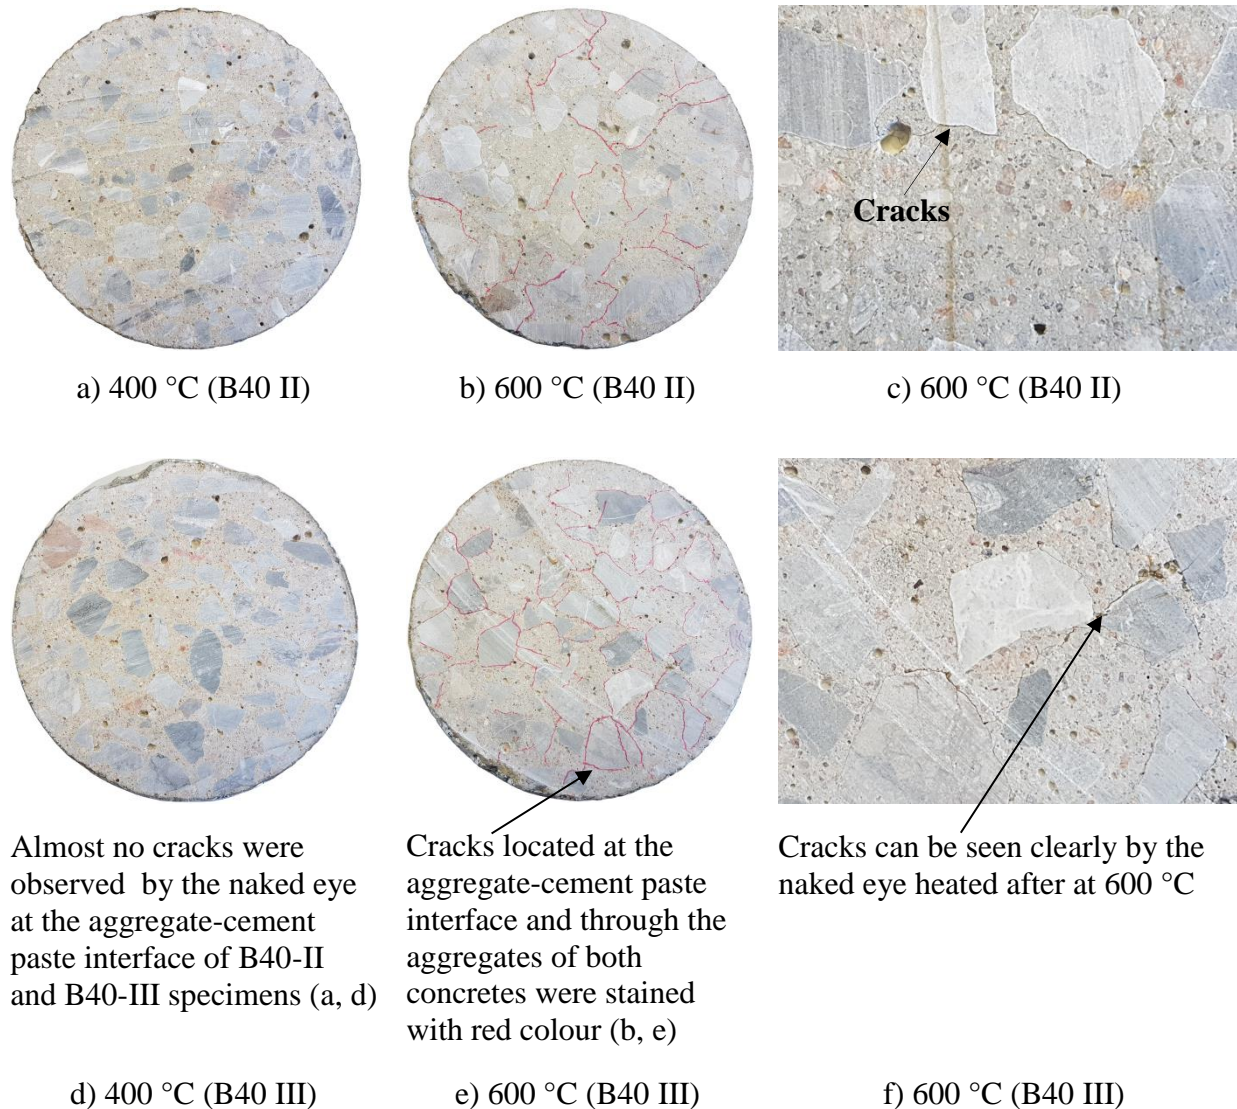 Cracks
a) 400 °C (B40 II)
b) 600 °C (B40 II)
c) 600 °C (B40 II)
Almost no cracks were
observed by the naked eye
at the aggregate-cement
paste interface of B40-II
and B40-III specimens (a, d)
Cracks located at the
aggregate-cement paste
interface and through the
aggregates of both
concretes were stained
with red colour (b, e)
Cracks can be seen clearly by the
naked eye heated after at 600 °C
d) 400 °C (B40 III)
e) 600 °C (B40 III)
f) 600 °C (B40 III)